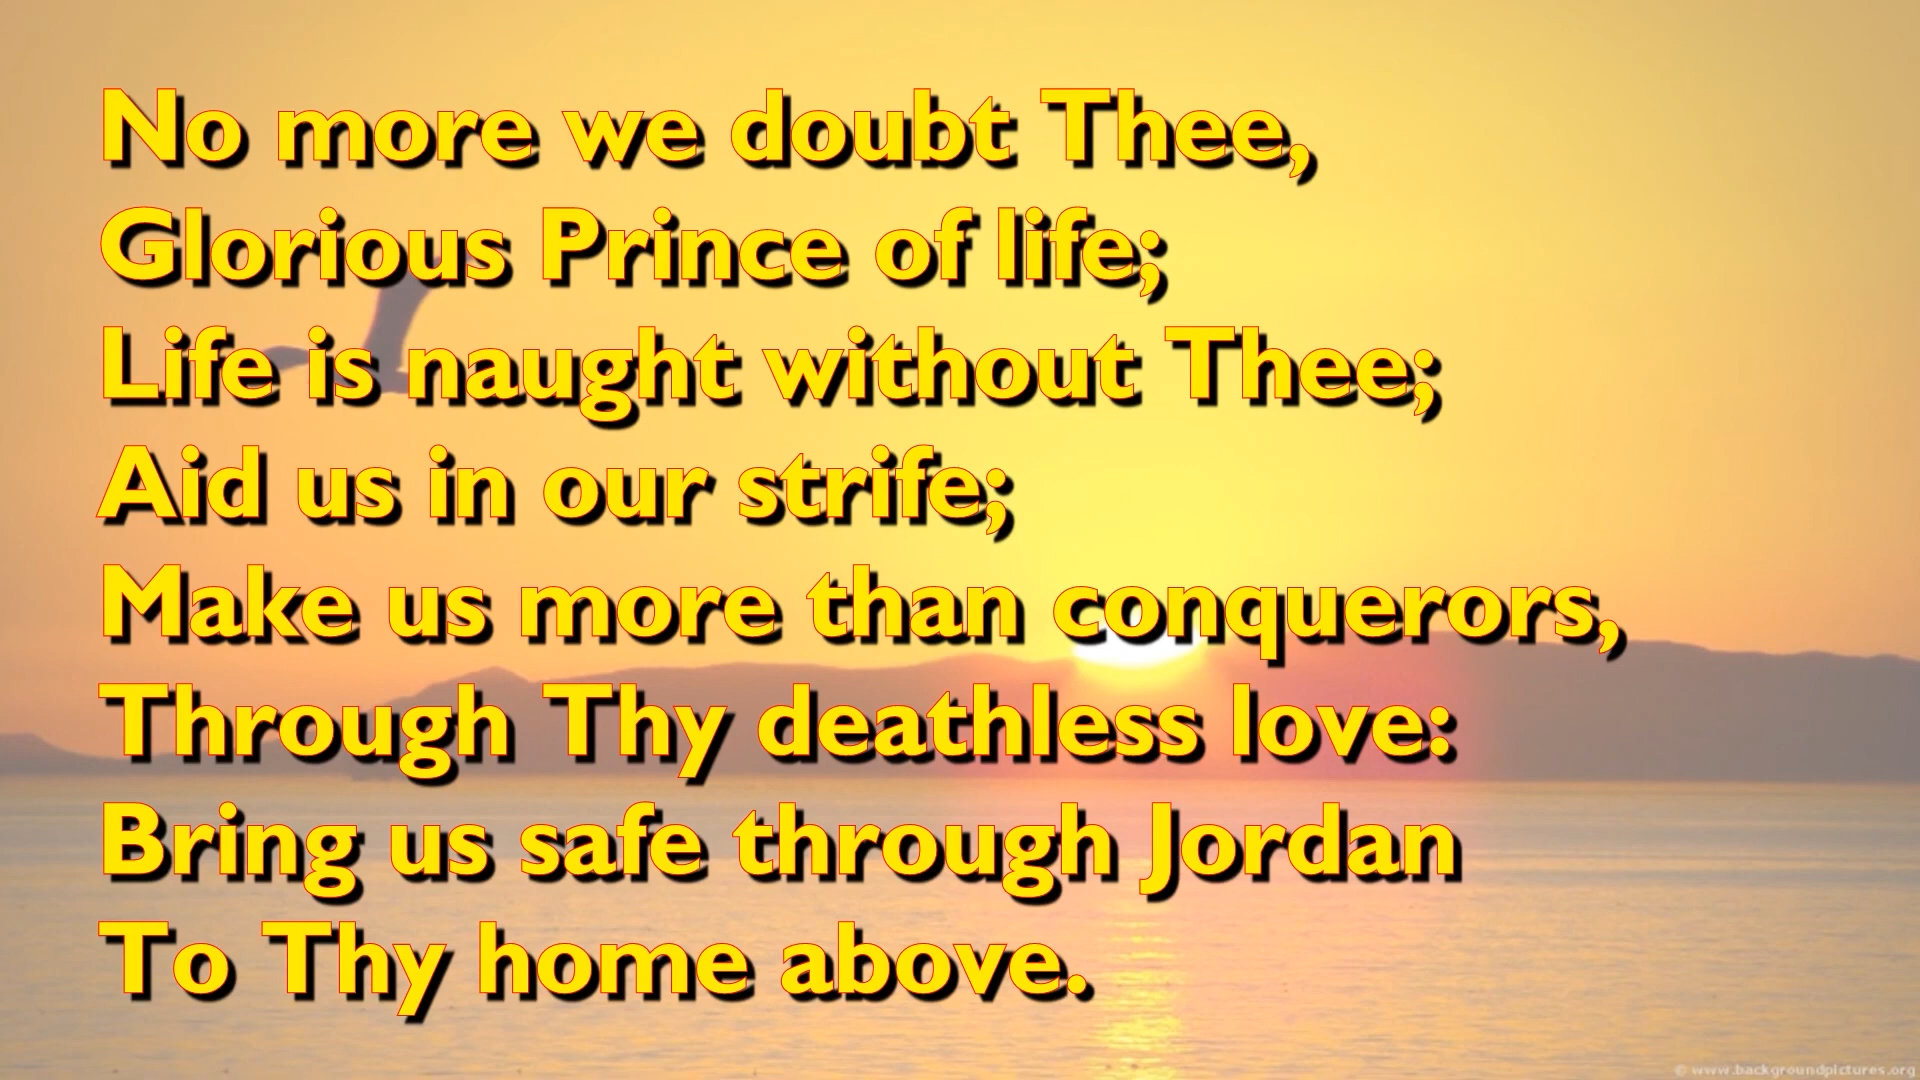 No more we doubt Thee,
Glorious Prince of life;
Life is naught without Thee;
Aid us in our strife;
Make us more than conquerors,
Through Thy deathless love:
Bring us safe through Jordan
To Thy home above.
© www.backgroundpictures.org